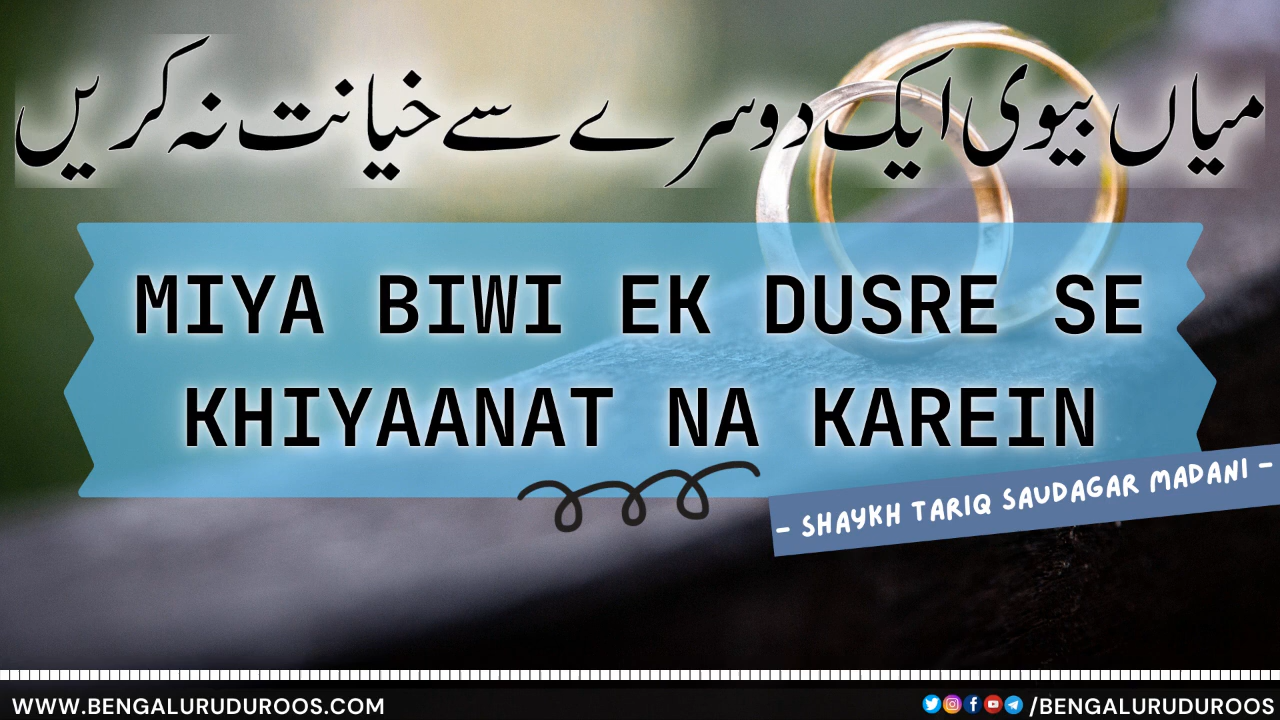 میاں بیوی ایک دوسرے سے خیانت نہ کریں
MIYA BIWI EK DUSRE SE
KHIYAANAT NA KAREIN
- SHAYKH TARIQ SAUDAGAR MADANI -
WWW.BENGALURUDUROOS.COM
/BENGALURUDUROOS